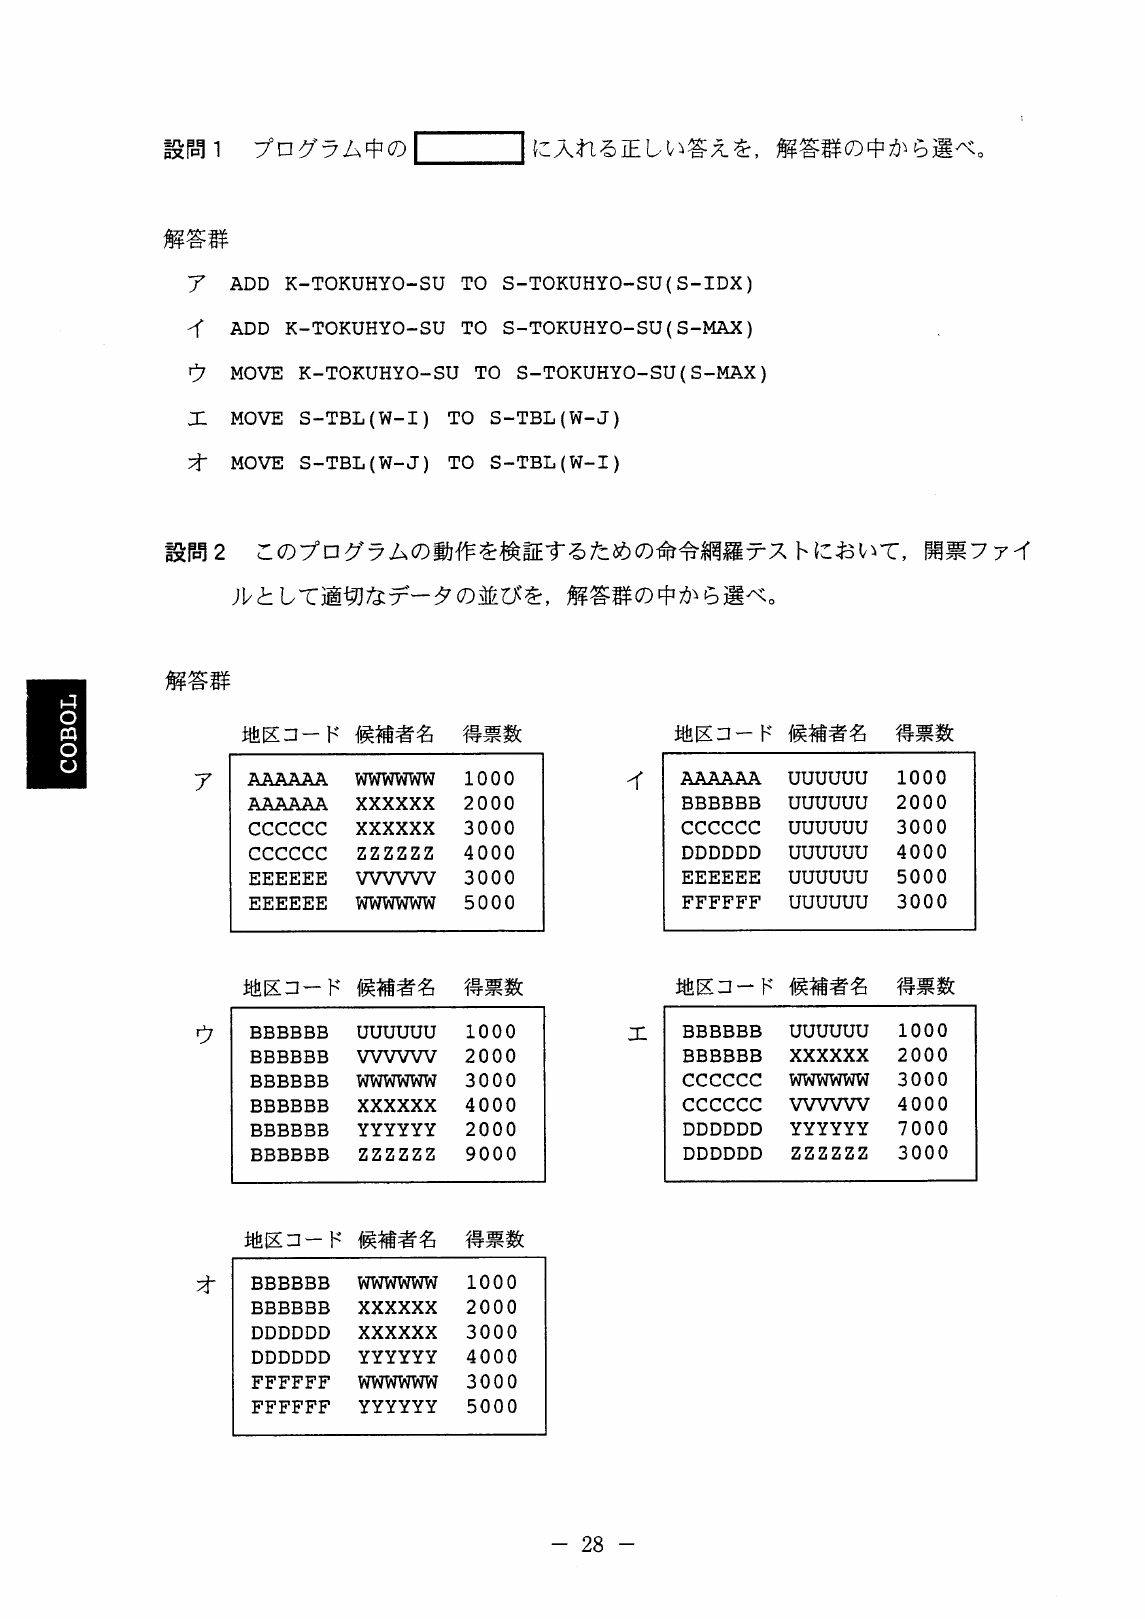 設問1 プログラム中の に入れる正しい答えを，解答群の中から選べ。
解答群
ア ADD K-TOKUHYO-SU TO S-TOKUHYO-SU(S-IDX)
イ ADD K-TOKUHYO-SU TO S-TOKUHYO-SU(S-MAX)
ウ MOVE K-TOKUHYO-SU TO S-TOKUHYO-SU(S-MAX)
エ MOVE S-TBL(W-I) TO S-TBL(W-J)
オ MOVE S-TBL(W-J) TO S-TBL(W-I)
設問2 このプログラムの動作を検証するための命令網羅テストにおいて，開票ファイ
ルとして適切なデータの並びを，解答群の中から選べ。
解答群
COBOL
地区コード 候補者名 得票数
ア
AAAAAA WWWWWW 1000
AAAAAA XXXXXX 2000
CCCCCC XXXXXX 3000
CCCCCC ZZZZZZ 4000
EEEEEE VVVVVV 3000
EEEEEE WWWWWW 5000
地区コード 候補者名 得票数
イ
AAAAAA UUUUUU 1000
BBBBBB UUUUUU 2000
CCCCCC UUUUUU 3000
DDDDDD UUUUUU 4000
EEEEEE UUUUUU 5000
FFFFFF UUUUUU 3000
地区コード 候補者名 得票数
ウ
BBBBBB UUUUUU 1000
BBBBBB VVVVVV 2000
BBBBBB WWWWWW 3000
BBBBBB XXXXXX 4000
BBBBBB YYYYYY 2000
BBBBBB ZZZZZZ 9000
地区コード 候補者名 得票数
エ
BBBBBB UUUUUU 1000
BBBBBB XXXXXX 2000
CCCCCC WWWWWW 3000
CCCCCC VVVVVV 4000
DDDDDD YYYYYY 7000
DDDDDD ZZZZZZ 3000
地区コード 候補者名 得票数
オ
BBBBBB WWWWWW 1000
BBBBBB XXXXXX 2000
DDDDDD XXXXXX 3000
DDDDDD YYYYYY 4000
FFFFFF WWWWWW 3000
FFFFFF YYYYYY 5000
— 28 —